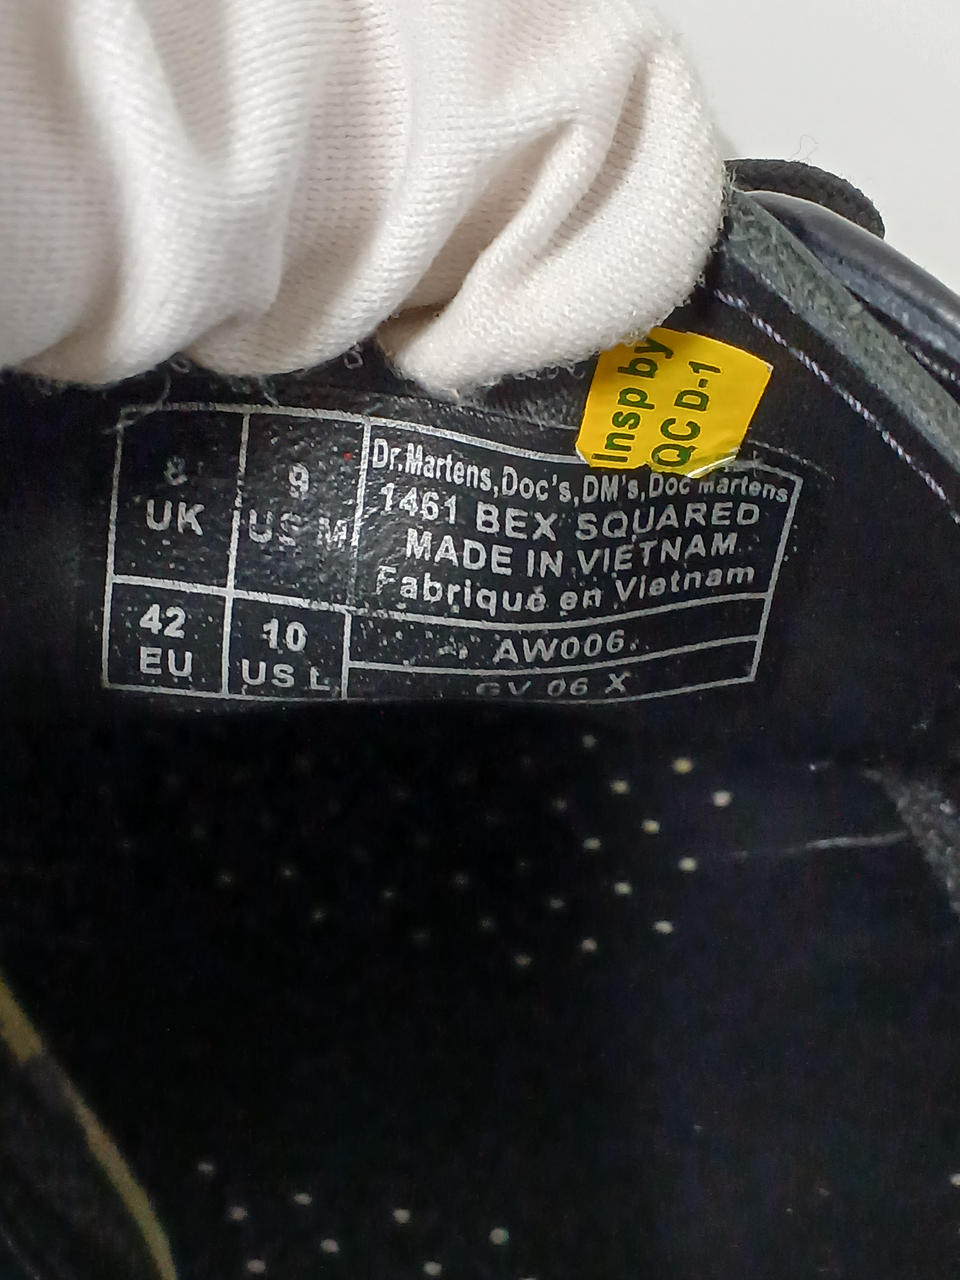 Insp by
QC D-1
8
UK
9
US M
Dr.Martens,Doc's,DM's,Doc Martens
1461 BEX SQUARED
MADE IN VIETNAM
Fabriqué en Vietnam
42
EU
10
US L
AW006
GV 06 X